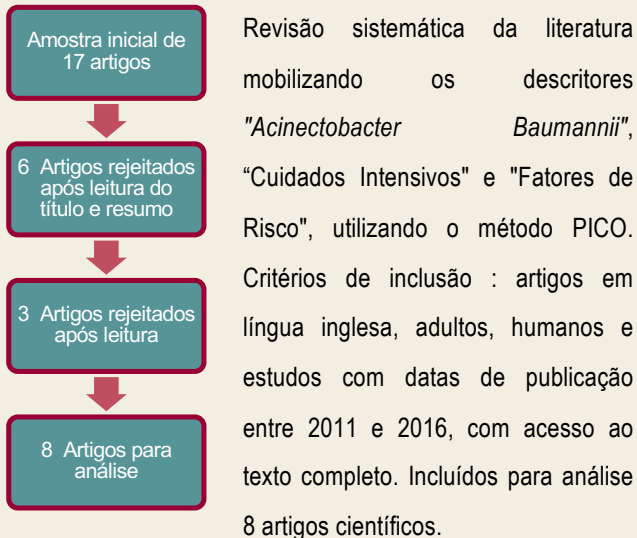 Amostra inicial de
17 artigos
6 Artigos rejeitados
após leitura do
título e resumo
3 Artigos rejeitados
após leitura
8 Artigos para
análise
Revisão sistemática da literatura
mobilizando os descritores
"Acinectobacter Baumannii",
“Cuidados Intensivos" e "Fatores de
Risco", utilizando o método PICO.
Critérios de inclusão : artigos em
língua inglesa, adultos, humanos e
estudos com datas de publicação
entre 2011 e 2016, com acesso ao
texto completo. Incluídos para análise
8 artigos científicos.